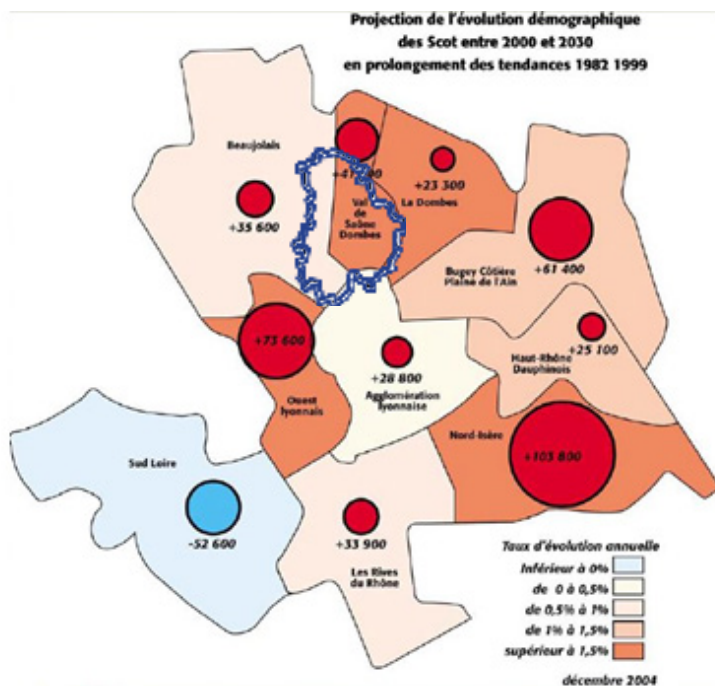 Projection de l'évolution démographique
des Scot entre 2000 et 2030
en prolongement des tendances 1982 1999
Beaujolais
+35 600
+23 300
La Dombes
Val
de
Saône
Dombes
+61 400
Bugey Côtière
Plaine de l'Ain
+25 100
Haut-Rhône
Dauphinois
+73 600
Ouest
lyonnais
+28 800
Agglomération
lyonnaise
Nord-Isère
+103 800
Sud Loire
-52 600
+33 900
Les Rives
du Rhône
Taux d'évolution annuelle
Inférieur à 0%
de 0 à 0,5%
de 0,5% à 1%
de 1% à 1,5%
supérieur à 1,5%
décembre 2004